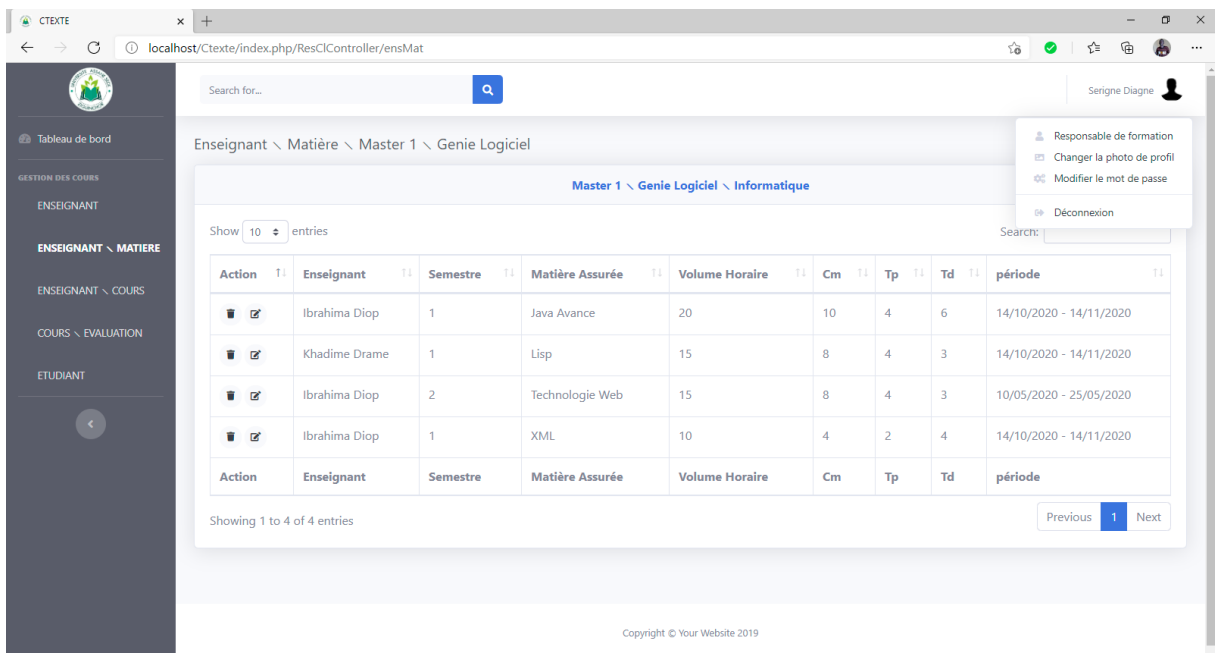 CTEXTE
localhost/Ctexte/index.php/ResClController/ensMat
Search for...
Serigne Diagne
Tableau de bord
GESTION DES COURS
ENSEIGNANT
ENSEIGNANT \ MATIERE
ENSEIGNANT \ COURS
COURS \ EVALUATION
ETUDIANT
Responsable de formation
Changer la photo de profil
Modifier le mot de passe
Déconnexion
Enseignant \ Matière \ Master 1 \ Genie Logiciel
Master 1 \ Genie Logiciel \ Informatique
Show 10 entries Search:
Action Enseignant Semestre Matière Assurée Volume Horaire Cm Tp Td période
Ibrahima Diop 1 Java Avance 20 10 4 6 14/10/2020 - 14/11/2020
Khadime Drame 1 Lisp 15 8 4 3 14/10/2020 - 14/11/2020
Ibrahima Diop 2 Technologie Web 15 8 4 3 10/05/2020 - 25/05/2020
Ibrahima Diop 1 XML 10 4 2 4 14/10/2020 - 14/11/2020
Action Enseignant Semestre Matière Assurée Volume Horaire Cm Tp Td période
Showing 1 to 4 of 4 entries Previous 1 Next
Copyright © Your Website 2019